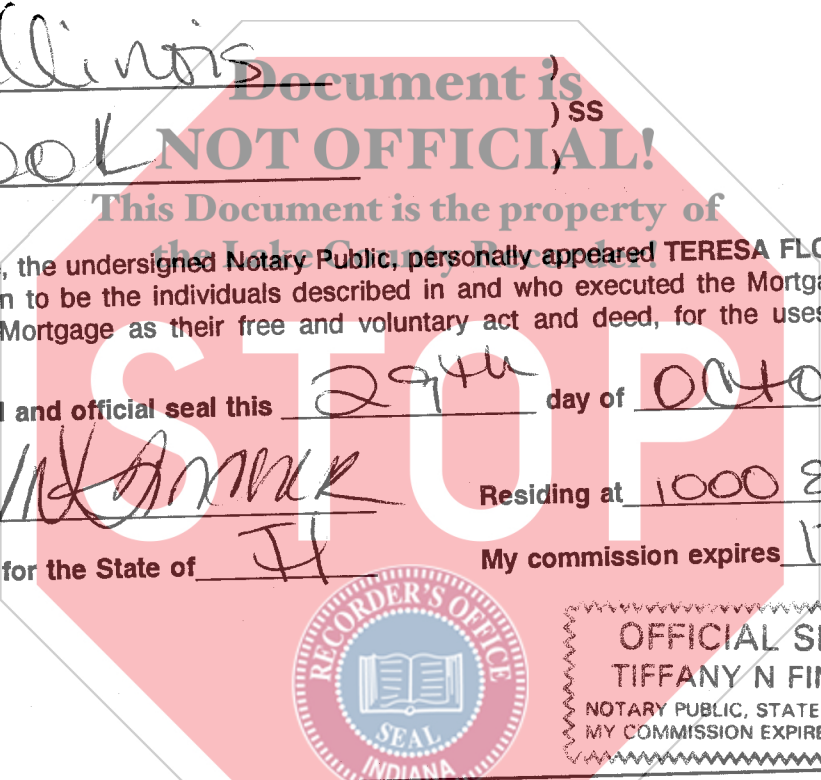 Illinois )
Document is
) SS
ook )
NOT OFFICIAL!
This Document is the property of
the Lake County Recorder!
, the undersigned Notary Public, personally appeared TERESA FLO
n to be the individuals described in and who executed the Mortga
Mortgage as their free and voluntary act and deed, for the uses
STOP
and official seal this 29th day of Octo
Residing at 1000
for the State of Il My commission expires 1
RECORDER'S OFFICE
SEAL
INDIANA
OFFICIAL SE
TIFFANY N FIN
NOTARY PUBLIC, STATE
MY COMMISSION EXPIRE